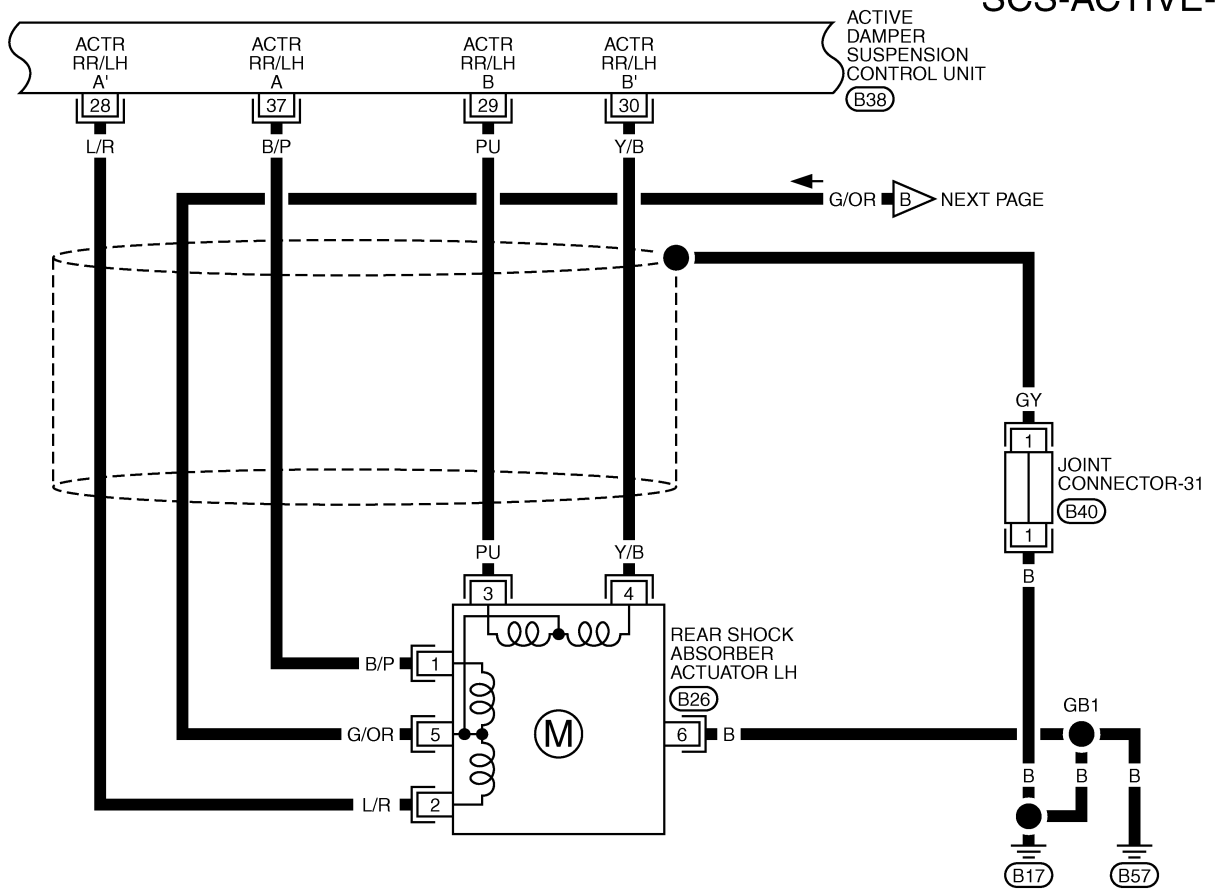 SCS-ACTIVE-
ACTIVE
DAMPER
SUSPENSION
CONTROL UNIT
B38
ACTR
RR/LH
A'
ACTR
RR/LH
A
ACTR
RR/LH
B
ACTR
RR/LH
B'
28
37
29
30
L/R
B/P
PU
Y/B
G/OR
B
NEXT PAGE
GY
1
JOINT
CONNECTOR-31
B40
1
B
PU
Y/B
3
4
REAR SHOCK
ABSORBER
ACTUATOR LH
B26
B/P
1
G/OR
5
M
6
B
GB1
L/R
2
B
B
B
B17
B57